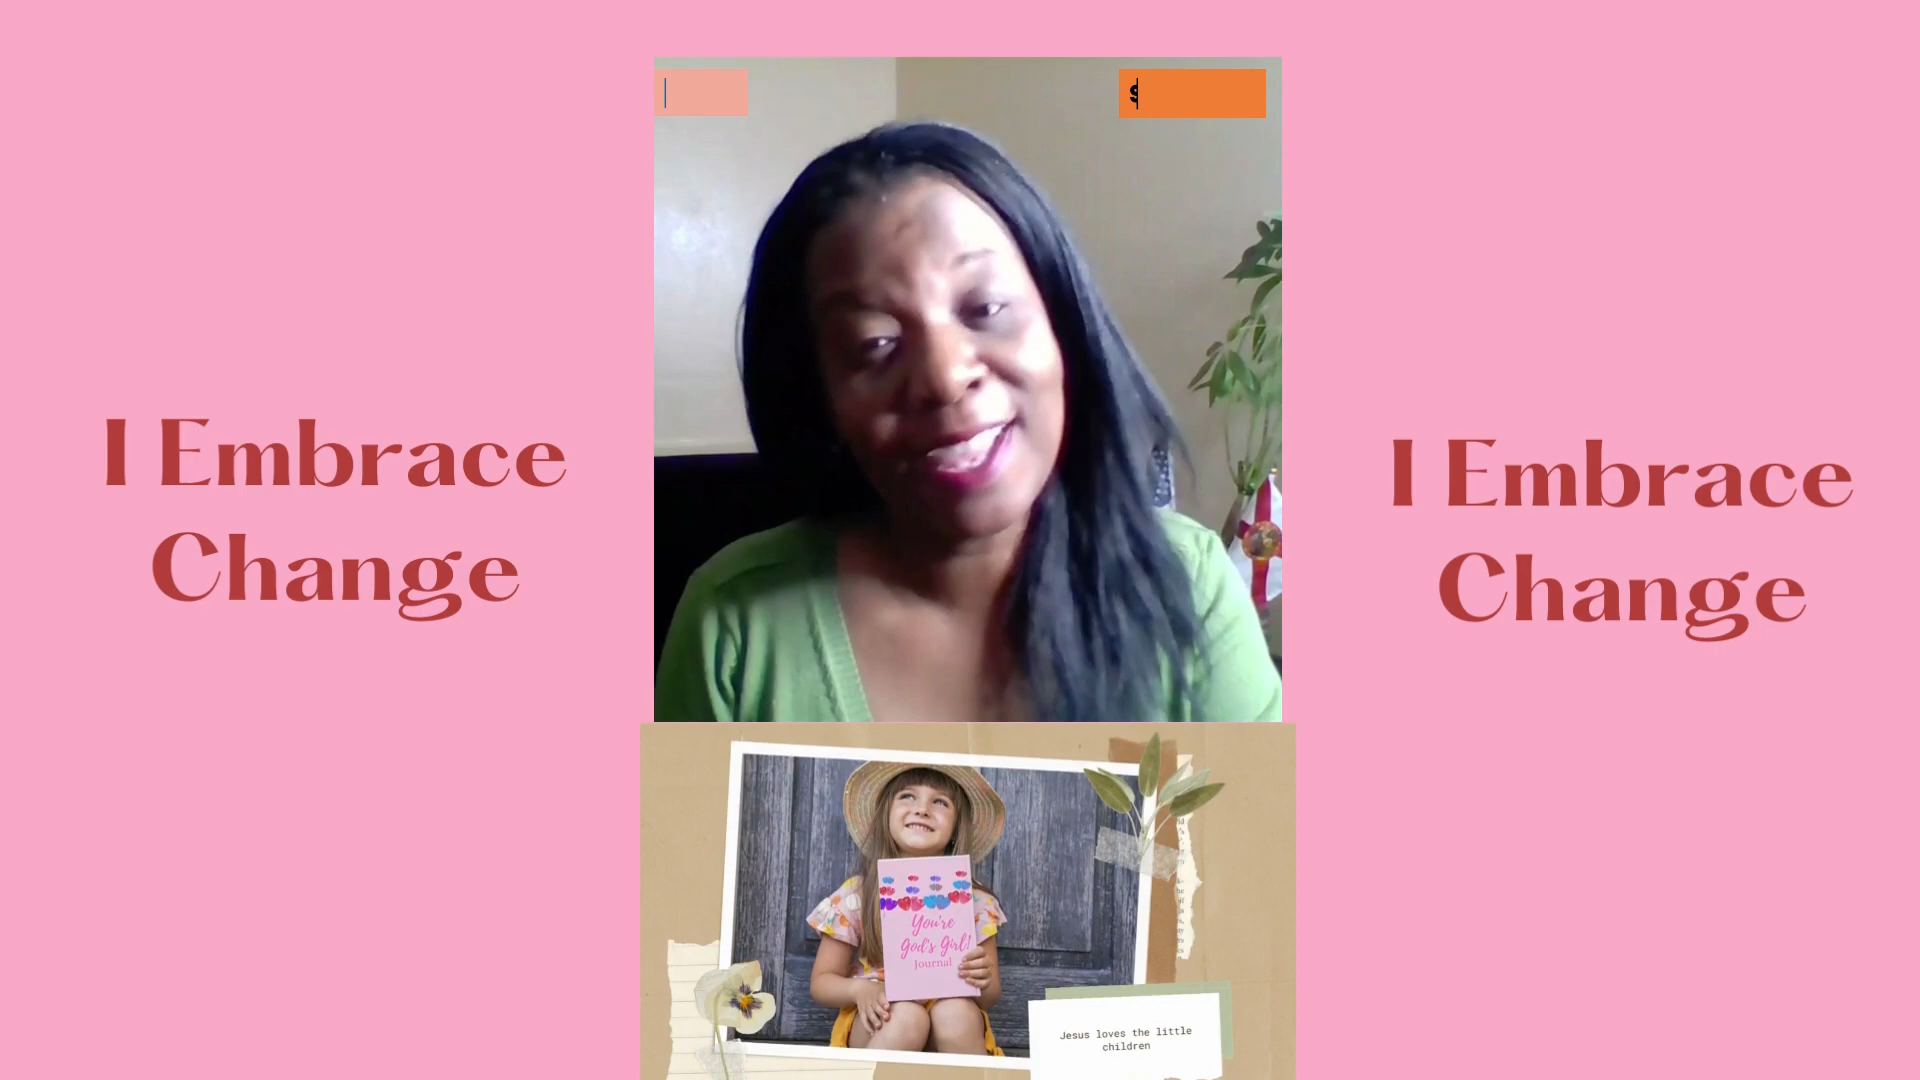 I Embrace
Change
S
I Embrace
Change
You're
God's Girl!
Journal
Jesus loves the little
children